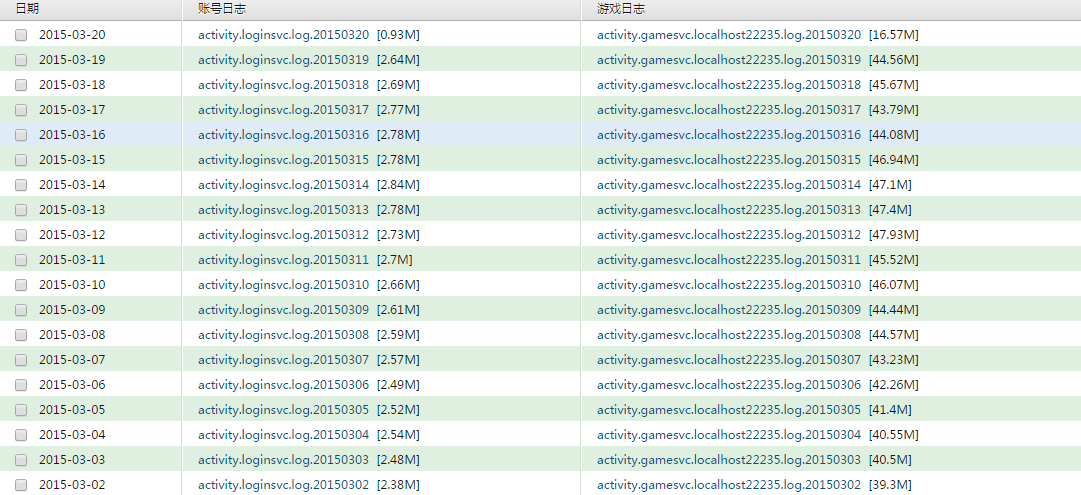 日期 账号日志 游戏日志
2015-03-20 activity.loginsvc.log.20150320 [0.93M] activity.gamesvc.localhost22235.log.20150320 [16.57M]
2015-03-19 activity.loginsvc.log.20150319 [2.64M] activity.gamesvc.localhost22235.log.20150319 [44.56M]
2015-03-18 activity.loginsvc.log.20150318 [2.69M] activity.gamesvc.localhost22235.log.20150318 [45.67M]
2015-03-17 activity.loginsvc.log.20150317 [2.77M] activity.gamesvc.localhost22235.log.20150317 [43.79M]
2015-03-16 activity.loginsvc.log.20150316 [2.78M] activity.gamesvc.localhost22235.log.20150316 [44.08M]
2015-03-15 activity.loginsvc.log.20150315 [2.78M] activity.gamesvc.localhost22235.log.20150315 [46.94M]
2015-03-14 activity.loginsvc.log.20150314 [2.84M] activity.gamesvc.localhost22235.log.20150314 [47.1M]
2015-03-13 activity.loginsvc.log.20150313 [2.78M] activity.gamesvc.localhost22235.log.20150313 [47.4M]
2015-03-12 activity.loginsvc.log.20150312 [2.73M] activity.gamesvc.localhost22235.log.20150312 [47.93M]
2015-03-11 activity.loginsvc.log.20150311 [2.7M] activity.gamesvc.localhost22235.log.20150311 [45.52M]
2015-03-10 activity.loginsvc.log.20150310 [2.66M] activity.gamesvc.localhost22235.log.20150310 [46.07M]
2015-03-09 activity.loginsvc.log.20150309 [2.61M] activity.gamesvc.localhost22235.log.20150309 [44.44M]
2015-03-08 activity.loginsvc.log.20150308 [2.59M] activity.gamesvc.localhost22235.log.20150308 [44.57M]
2015-03-07 activity.loginsvc.log.20150307 [2.57M] activity.gamesvc.localhost22235.log.20150307 [43.23M]
2015-03-06 activity.loginsvc.log.20150306 [2.49M] activity.gamesvc.localhost22235.log.20150306 [42.26M]
2015-03-05 activity.loginsvc.log.20150305 [2.52M] activity.gamesvc.localhost22235.log.20150305 [41.4M]
2015-03-04 activity.loginsvc.log.20150304 [2.54M] activity.gamesvc.localhost22235.log.20150304 [40.55M]
2015-03-03 activity.loginsvc.log.20150303 [2.48M] activity.gamesvc.localhost22235.log.20150303 [40.5M]
2015-03-02 activity.loginsvc.log.20150302 [2.38M] activity.gamesvc.localhost22235.log.20150302 [39.3M]